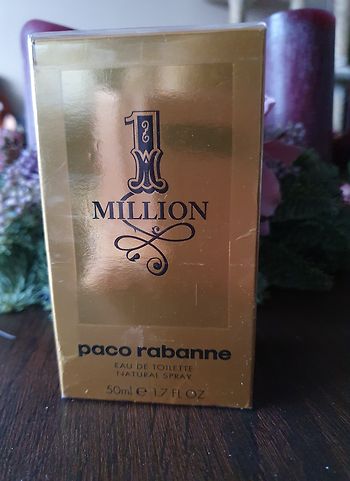 1
MILLION
paco rabanne
EAU DE TOILETTE
NATURAL SPRAY
50ml ℮ 1.7 FL OZ